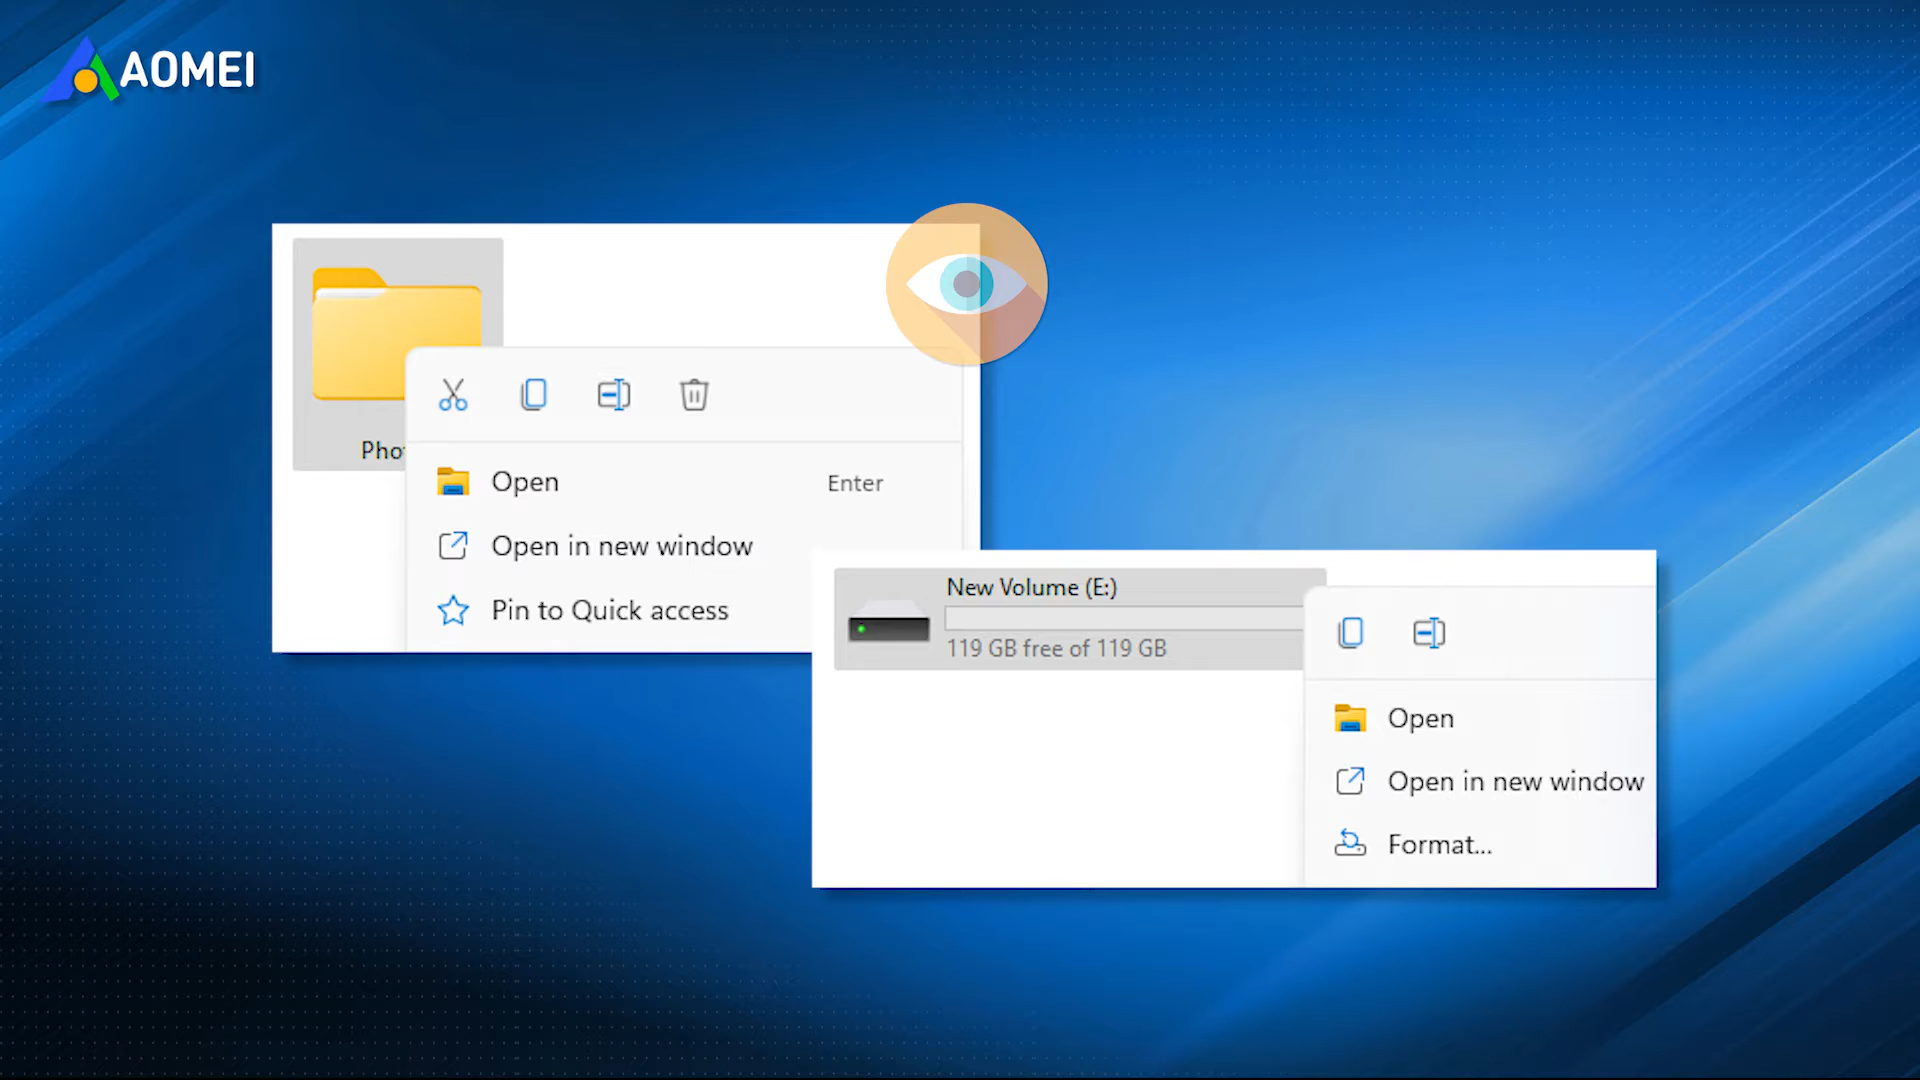 AOMEI
Pho
Open Enter
Open in new window
Pin to Quick access
New Volume (E:)
119 GB free of 119 GB
Open
Open in new window
Format...